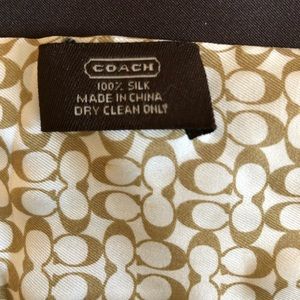 COACH
100% SILK
MADE IN CHINA
DRY CLEAN ONLY